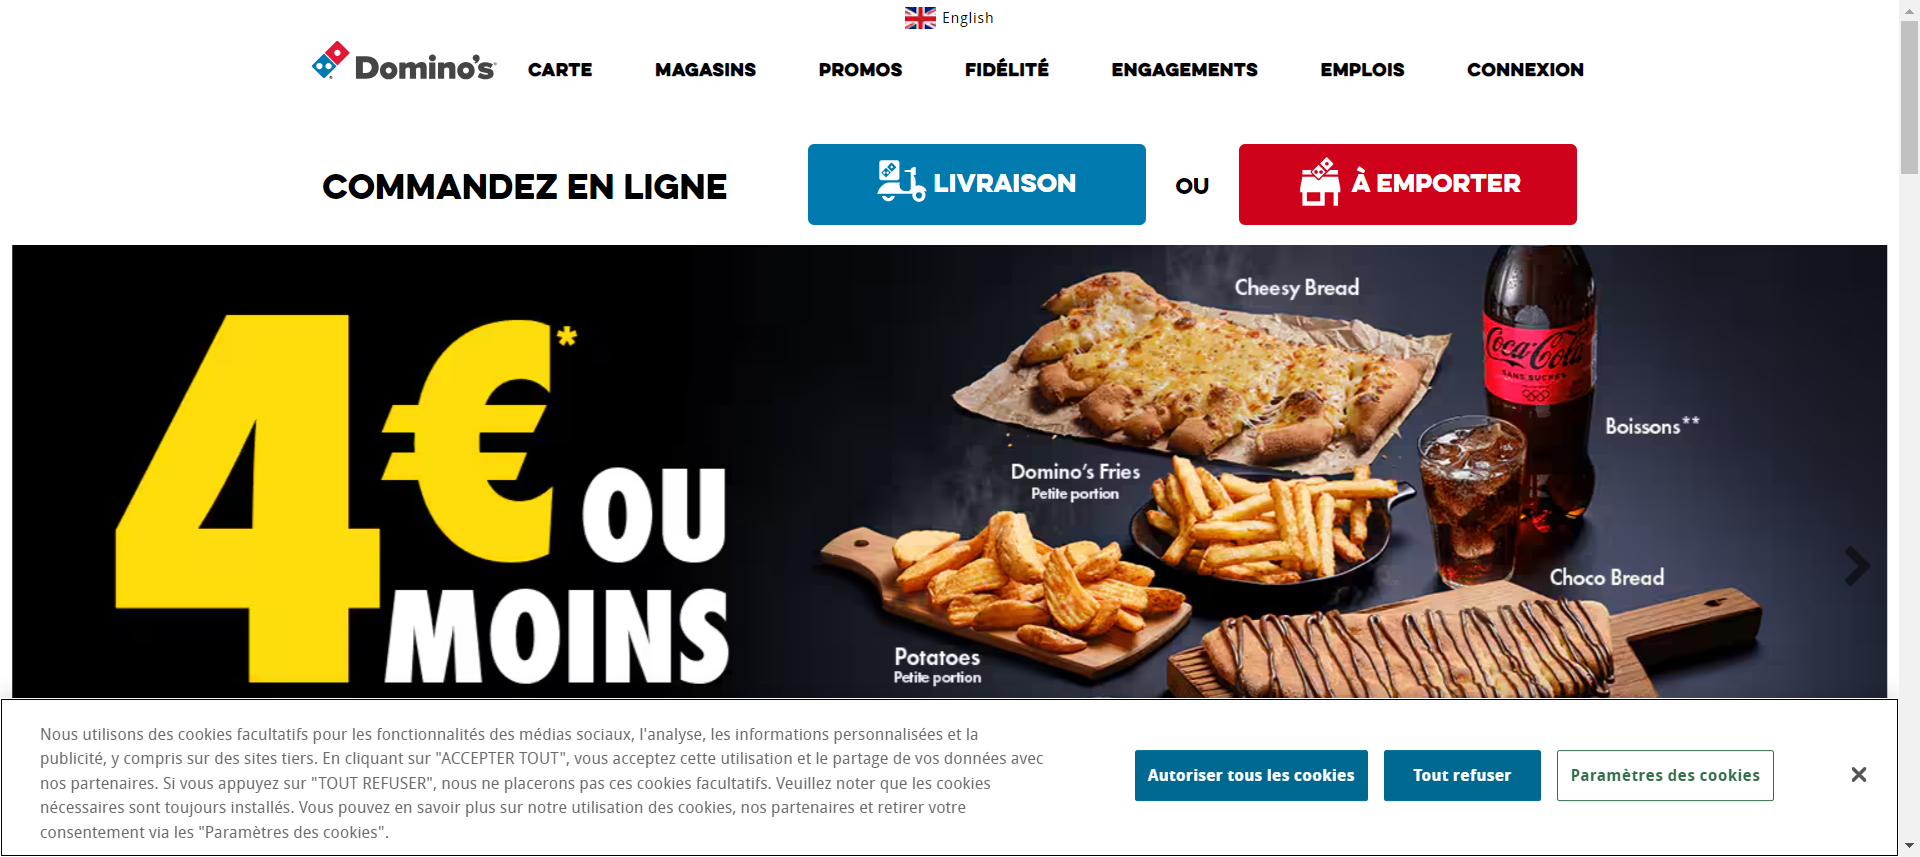 English
Domino's
CARTE
MAGASINS
PROMOS
FIDÉLITÉ
ENGAGEMENTS
EMPLOIS
CONNEXION
COMMANDEZ EN LIGNE
LIVRAISON
OU
À EMPORTER
4€*
OU
MOINS
Cheesy Bread
Coca-Cola
SANS SUCRES
Boissons**
Domino's Fries
Petite portion
Choco Bread
Potatoes
Petite portion
Nous utilisons des cookies facultatifs pour les fonctionnalités des médias sociaux, l'analyse, les informations personnalisées et la
publicité, y compris sur des sites tiers. En cliquant sur "ACCEPTER TOUT", vous acceptez cette utilisation et le partage de vos données avec
nos partenaires. Si vous appuyez sur "TOUT REFUSER", nous ne placerons pas ces cookies facultatifs. Veuillez noter que les cookies
nécessaires sont toujours installés. Vous pouvez en savoir plus sur notre utilisation des cookies, nos partenaires et retirer votre
consentement via les "Paramètres des cookies".
Autoriser tous les cookies
Tout refuser
Paramètres des cookies